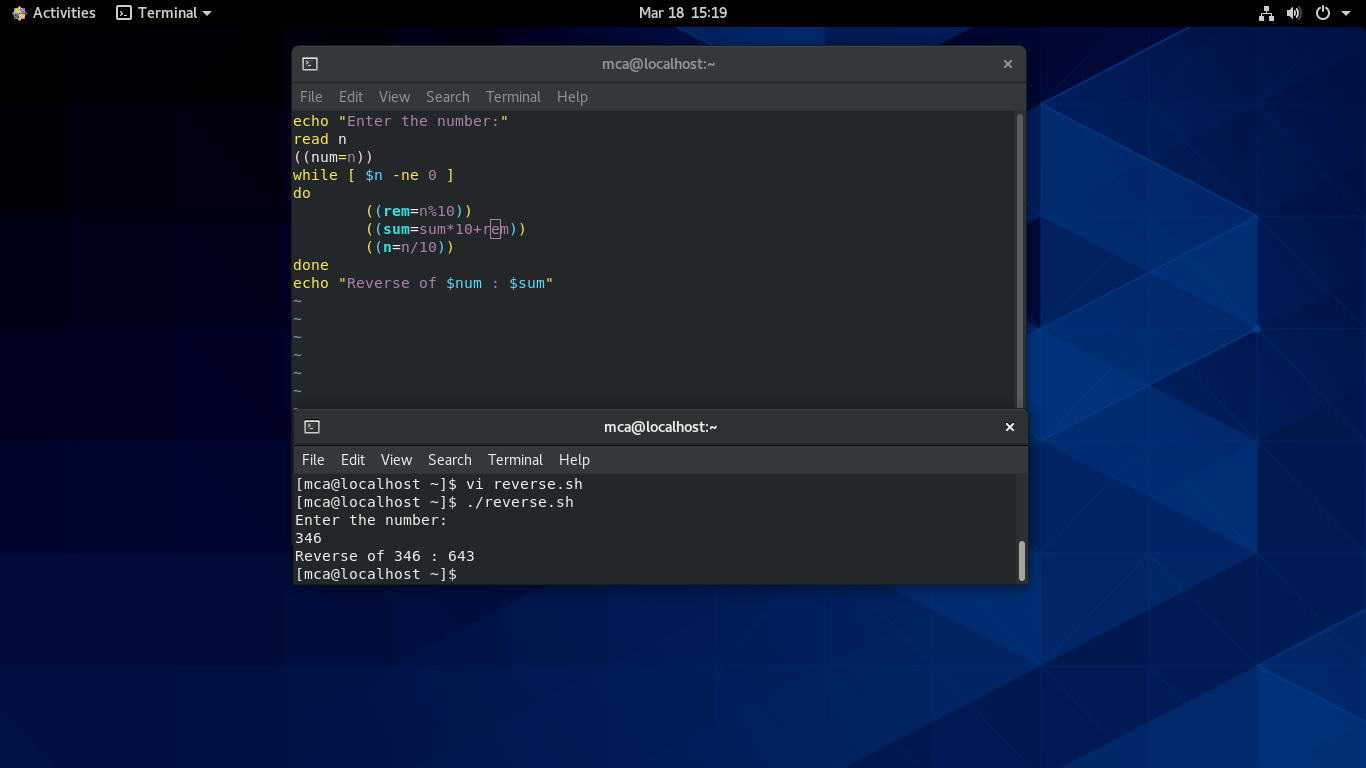 Activities Terminal Mar 18 15:19
mca@localhost:~
File Edit View Search Terminal Help
echo "Enter the number:"
read n
((num=n))
while [ $n -ne 0 ]
do
        ((rem=n%10))
        ((sum=sum*10+rem))
        ((n=n/10))
done
echo "Reverse of $num : $sum"
~
~
~
~
~
~
~
mca@localhost:~
File Edit View Search Terminal Help
[mca@localhost ~]$ vi reverse.sh
[mca@localhost ~]$ ./reverse.sh
Enter the number:
346
Reverse of 346 : 643
[mca@localhost ~]$